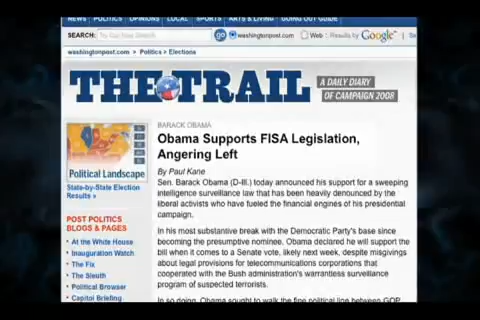 NEWS POLITICS OPINIONS LOCAL SPORTS ARTS & LIVING GOING OUT GUIDE
SEARCH: go washingtonpost.com Web : Results by Google
washingtonpost.com > Politics > Elections
THE TRAIL
A DAILY DIARY
OF CAMPAIGN 2008
Political Landscape
State-by-State Election
Results »
POST POLITICS
BLOGS & PAGES
At the White House
Inauguration Watch
The Fix
The Sleuth
Political Browser
Capitol Briefing
BARACK OBAMA
Obama Supports FISA Legislation,
Angering Left
By Paul Kane
Sen. Barack Obama (D-Ill.) today announced his support for a sweeping
intelligence surveillance law that has been heavily denounced by the
liberal activists who have fueled the financial engines of his presidential
campaign.
In his most substantive break with the Democratic Party's base since
becoming the presumptive nominee, Obama declared he will support the
bill when it comes to a Senate vote, likely next week, despite misgivings
about legal provisions for telecommunications corporations that
cooperated with the Bush administration's warrantless surveillance
program of suspected terrorists.
In so doing, Obama sought to walk the fine political line between GOP